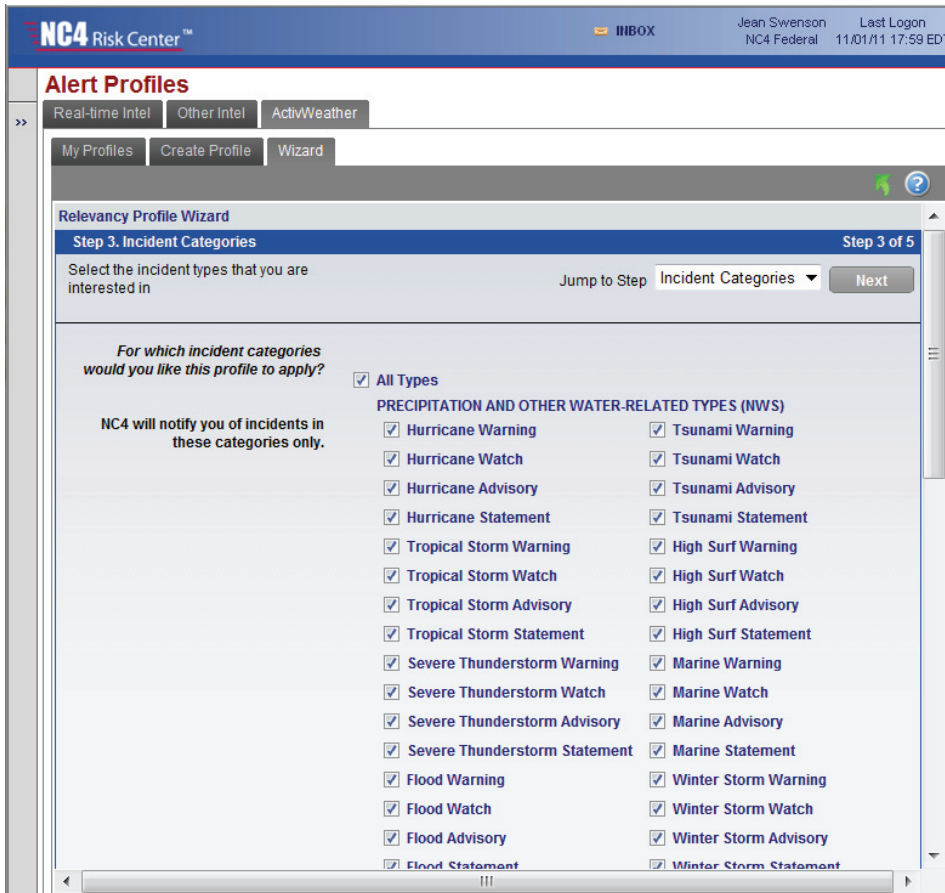 NC4 Risk Center™
INBOX
Jean Swenson
NC4 Federal
Last Logon
11/01/11 17:59 EDT
Alert Profiles
>>
Real-time Intel
Other Intel
ActivWeather
My Profiles
Create Profile
Wizard
?
Relevancy Profile Wizard
Step 3. Incident Categories
Step 3 of 5
Select the incident types that you are
interested in
Jump to Step
Incident Categories
Next
For which incident categories
would you like this profile to apply?
NC4 will notify you of incidents in
these categories only.
All Types
PRECIPITATION AND OTHER WATER-RELATED TYPES (NWS)
Hurricane Warning
Tsunami Warning
Hurricane Watch
Tsunami Watch
Hurricane Advisory
Tsunami Advisory
Hurricane Statement
Tsunami Statement
Tropical Storm Warning
High Surf Warning
Tropical Storm Watch
High Surf Watch
Tropical Storm Advisory
High Surf Advisory
Tropical Storm Statement
High Surf Statement
Severe Thunderstorm Warning
Marine Warning
Severe Thunderstorm Watch
Marine Watch
Severe Thunderstorm Advisory
Marine Advisory
Severe Thunderstorm Statement
Marine Statement
Flood Warning
Winter Storm Warning
Flood Watch
Winter Storm Watch
Flood Advisory
Winter Storm Advisory
Flood Statement
Winter Storm Statement